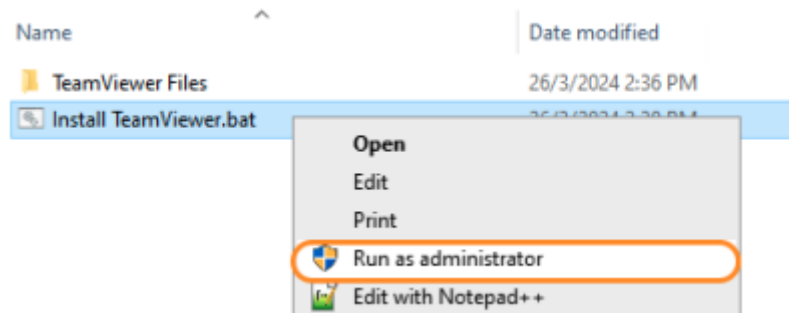 Name Date modified
TeamViewer Files 26/3/2024 2:36 PM
Install TeamViewer.bat
Open
Edit
Print
Run as administrator
Edit with Notepad++